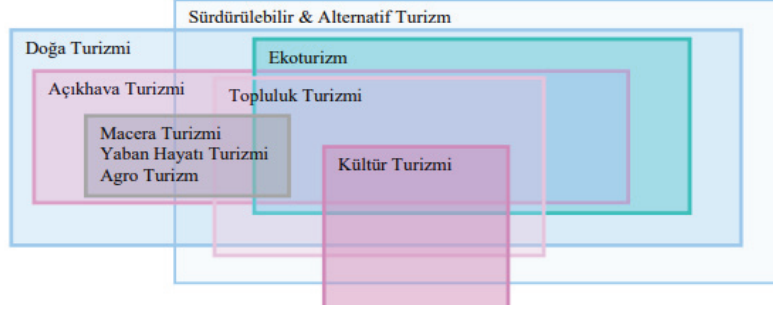 Sürdürülebilir & Alternatif Turizm
Doğa Turizmi
Ekoturizm
Açıkhava Turizmi
Topluluk Turizmi
Macera Turizmi
Yaban Hayatı Turizmi
Agro Turizm
Kültür Turizmi